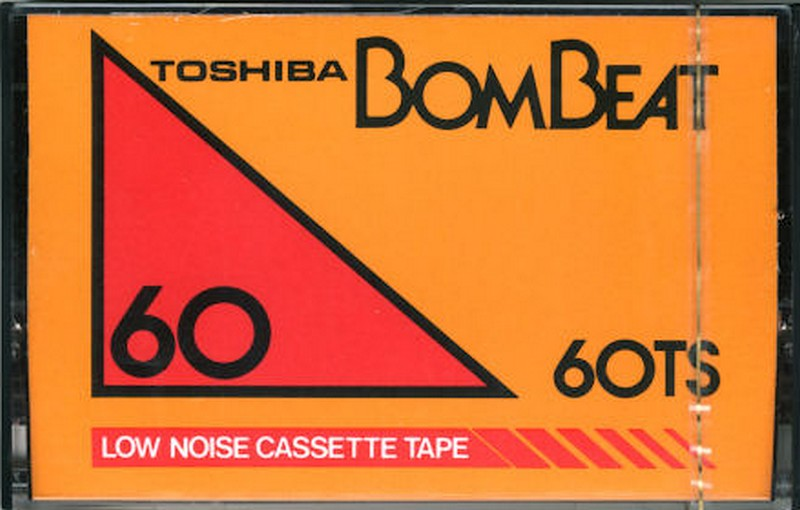 TOSHIBA BOMBEAT
60
60TS
LOW NOISE CASSETTE TAPE